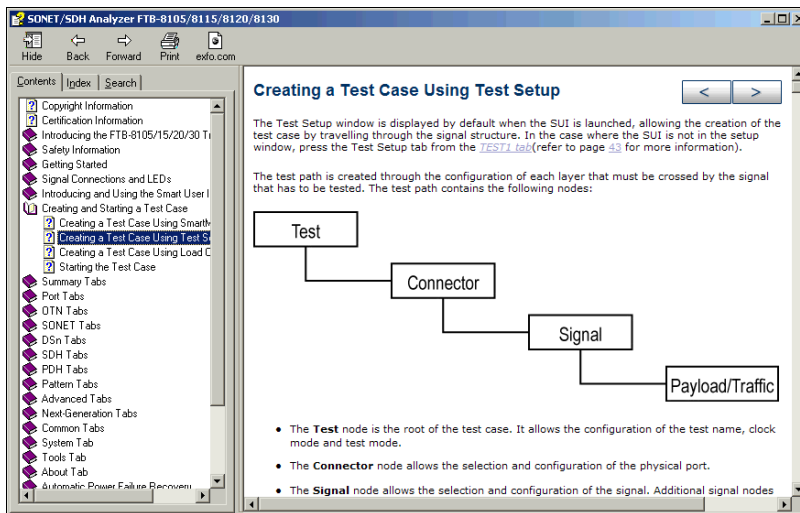 SONET/SDH Analyzer FTB-8105/8115/8120/8130
Hide Back Forward Print exfo.com
Contents Index Search
Copyright Information
Certification Information
Introducing the FTB-8105/15/20/30
Safety Information
Getting Started
Signal Connections and LEDs
Introducing and Using the Smart User
Creating and Starting a Test Case
Creating a Test Case Using
Creating a Test Case Using Test
Creating a Test Case Using Load
Starting the Test Case
Summary Tabs
Port Tabs
OTN Tabs
SONET Tabs
DSn Tabs
SDH Tabs
PDH Tabs
Pattern Tabs
Advanced Tabs
Next-Generation Tabs
Common Tabs
System Tab
Tools Tab
About Tab
Automatic Power Failure Recovery
Creating a Test Case Using Test Setup
< >
The Test Setup window is displayed by default when the SUI is launched, allowing the creation of the
test case by travelling through the signal structure. In the case where the SUI is not in the setup
window, press the Test Setup tab from the TEST1 tab(refer to page 43 for more information).
The test path is created through the configuration of each layer that must be crossed by the signal
that has to be tested. The test path contains the following nodes:
Test
Connector
Signal
Payload/Traffic
• The Test node is the root of the test case. It allows the configuration of the test name, clock
mode and test mode.
• The Connector node allows the selection and configuration of the physical port.
• The Signal node allows the selection and configuration of the signal. Additional signal nodes